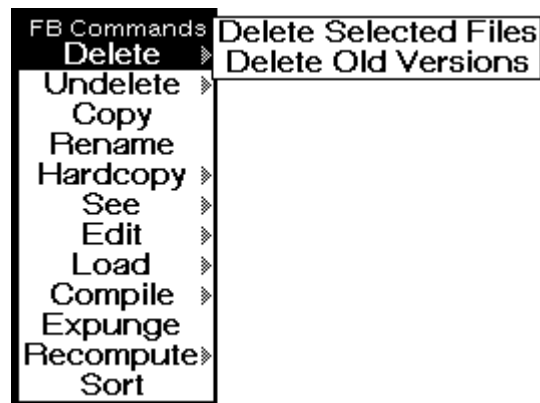 FB Commands
Delete
Delete Selected Files
Delete Old Versions
Undelete
Copy
Rename
Hardcopy
See
Edit
Load
Compile
Expunge
Recompute
Sort